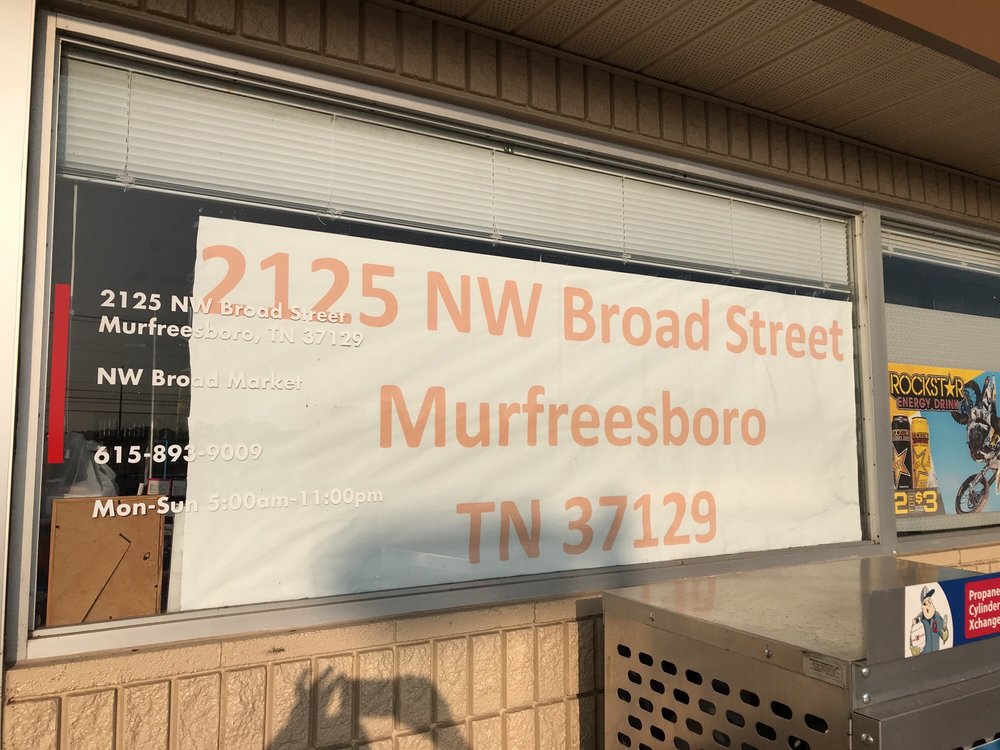 2125 NW Broad Street
Murfreesboro
TN 37129
2125 NW Broad Street
Murfreesboro, TN 37129
NW Broad Market
615-893-9009
Mon-Sun 5:00am-11:00pm
ROCKSTAR
ENERGY DRINK
2 FOR $3
Propane
Cylinder
Xchange